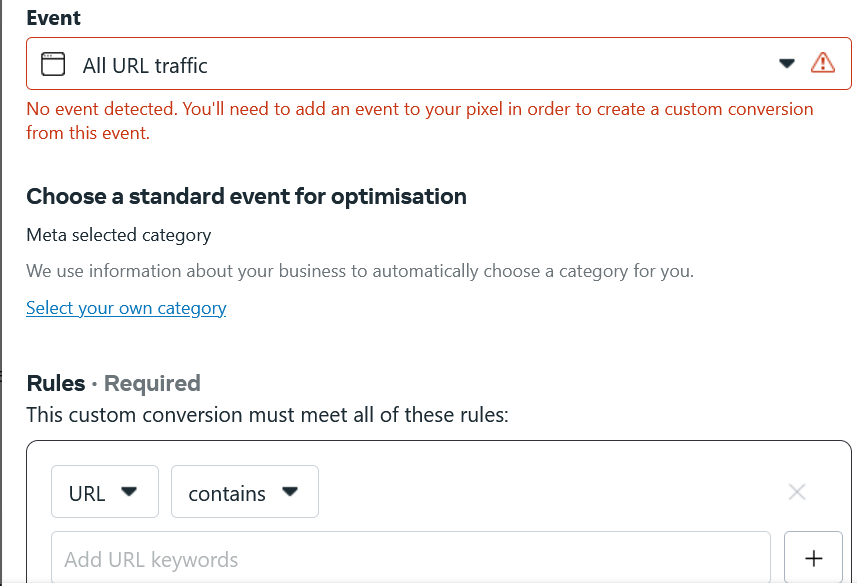 Event
All URL traffic
No event detected. You'll need to add an event to your pixel in order to create a custom conversion
from this event.
Choose a standard event for optimisation
Meta selected category
We use information about your business to automatically choose a category for you.
Select your own category
Rules · Required
This custom conversion must meet all of these rules:
URL contains
Add URL keywords